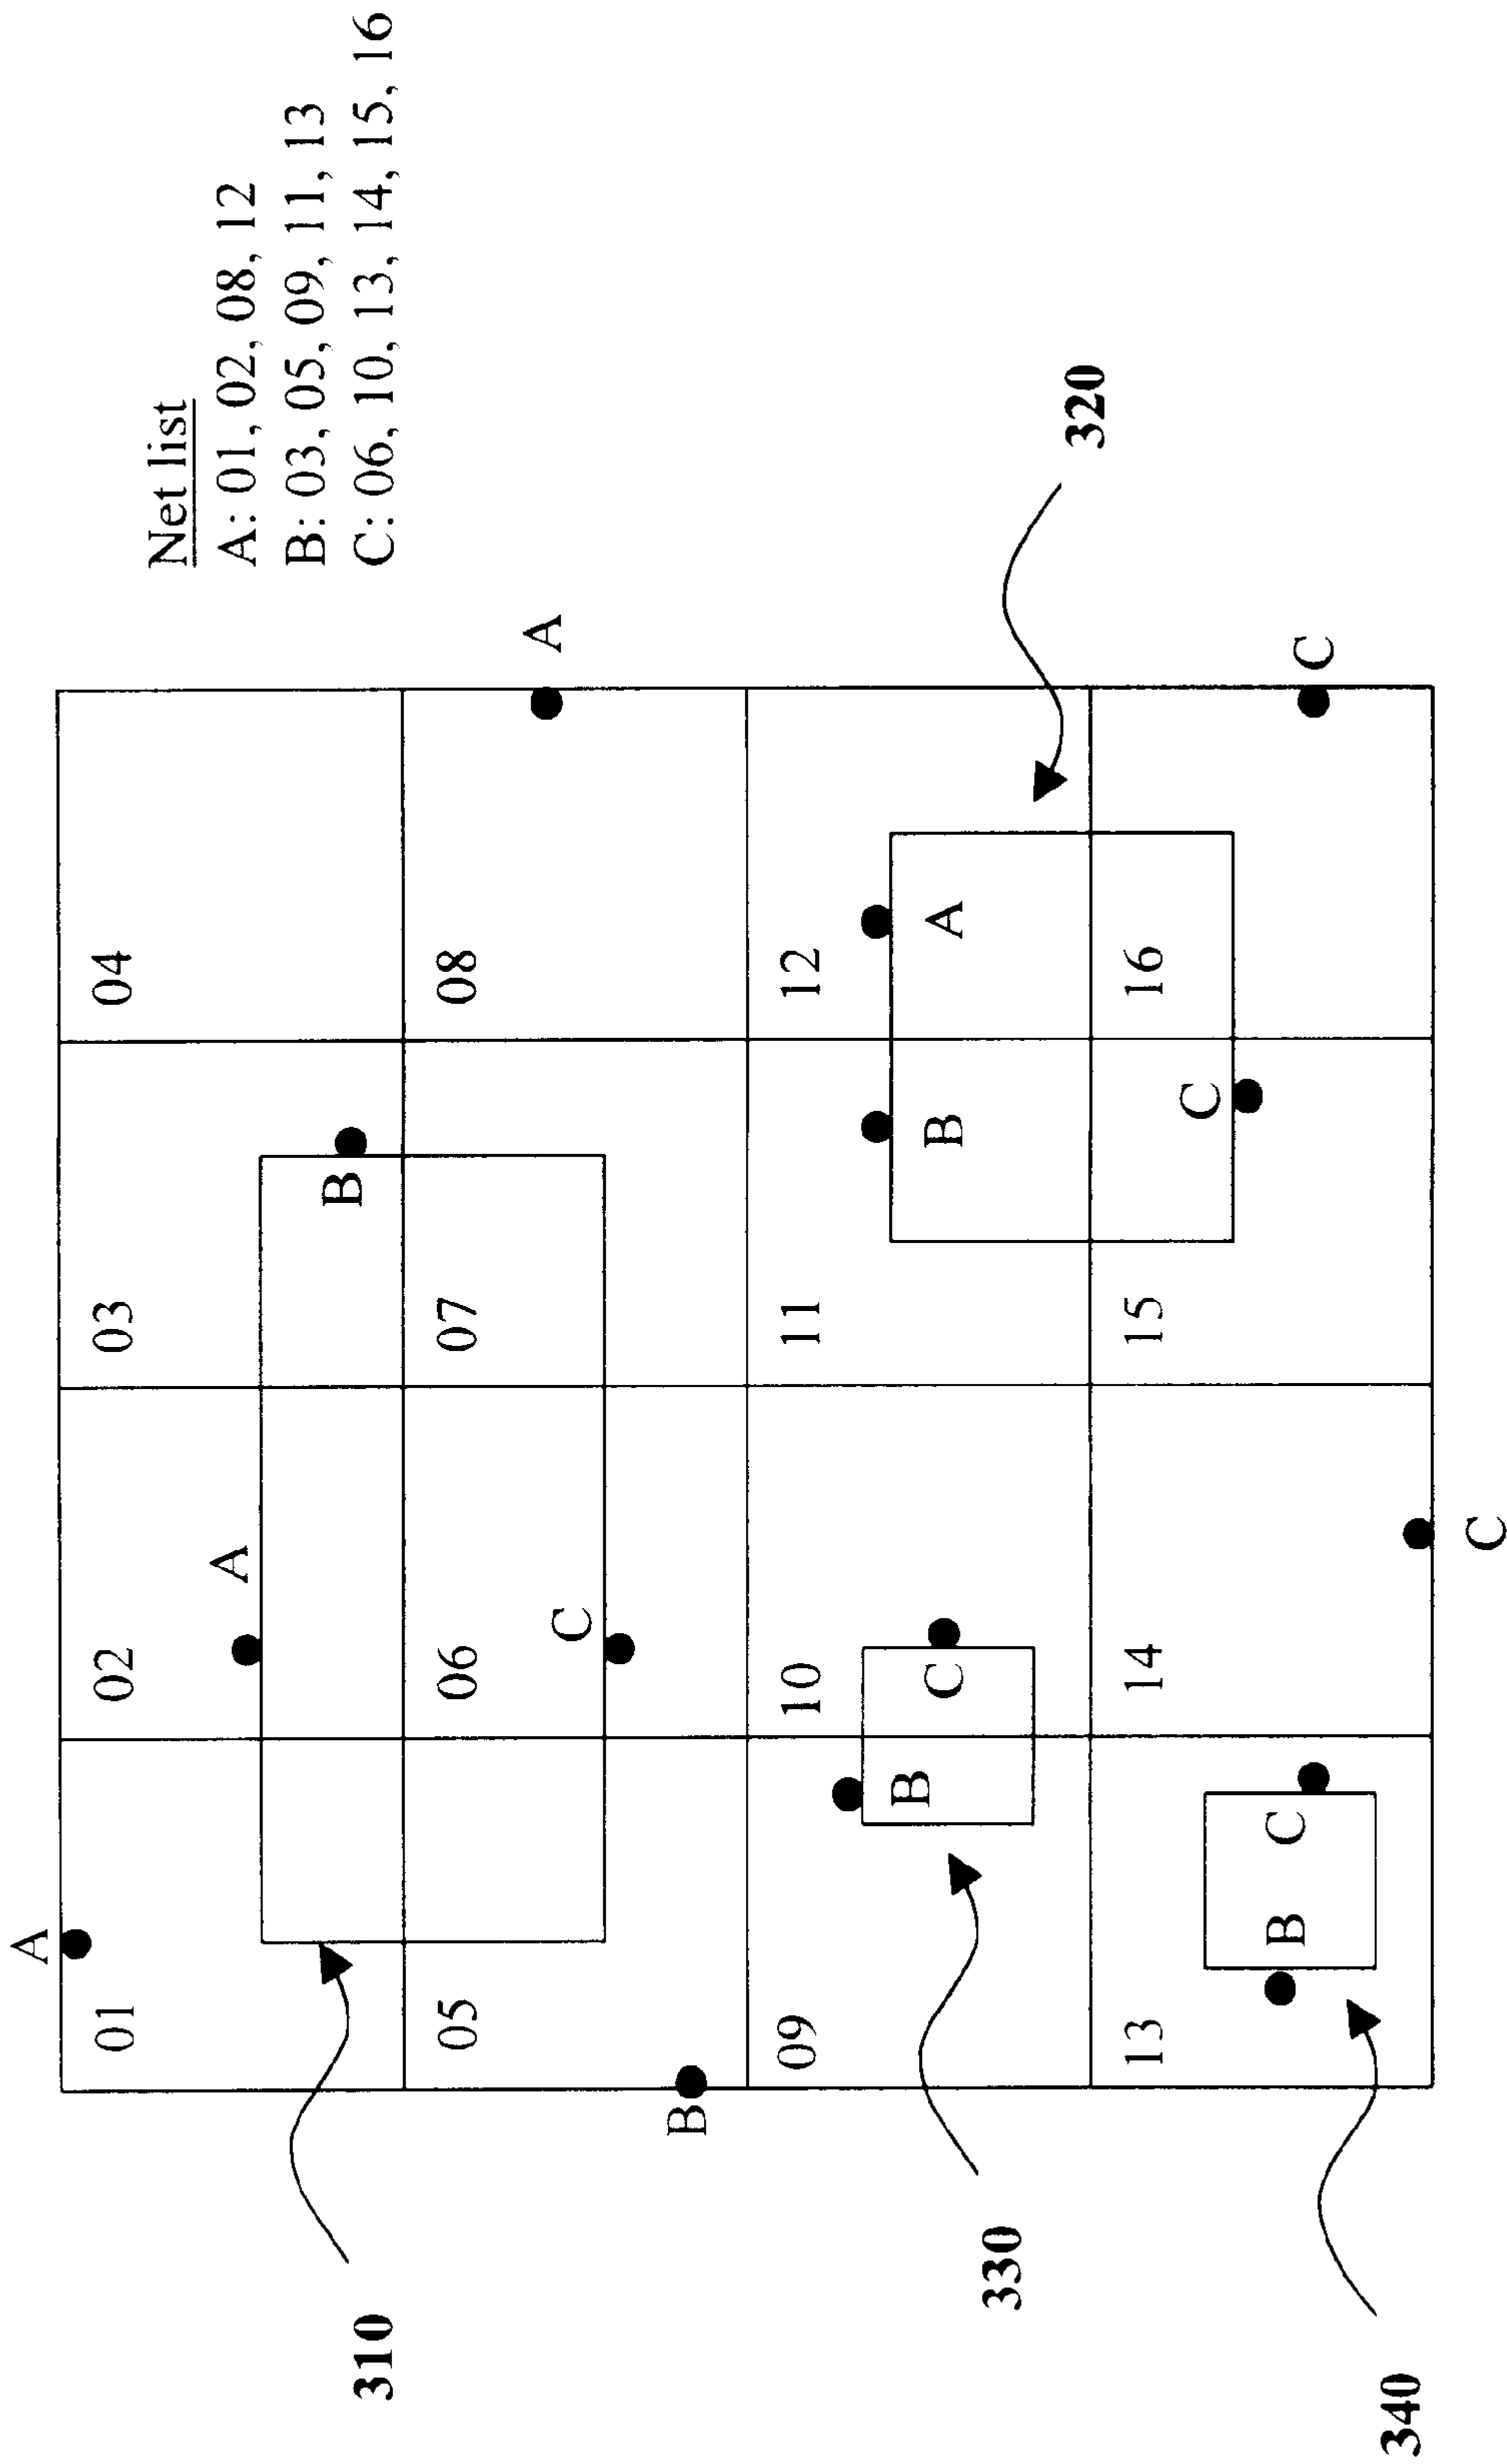 A
01 02 03 04
A
B
310
05 06 07 08
A
C
B
09 10 11 12
B
C
B
A
330
320
13 14 15 16
C
B
C
C
340
C
Net list
A: 01, 02, 08, 12
B: 03, 05, 09, 11, 13
C: 06, 10, 13, 14, 15, 16